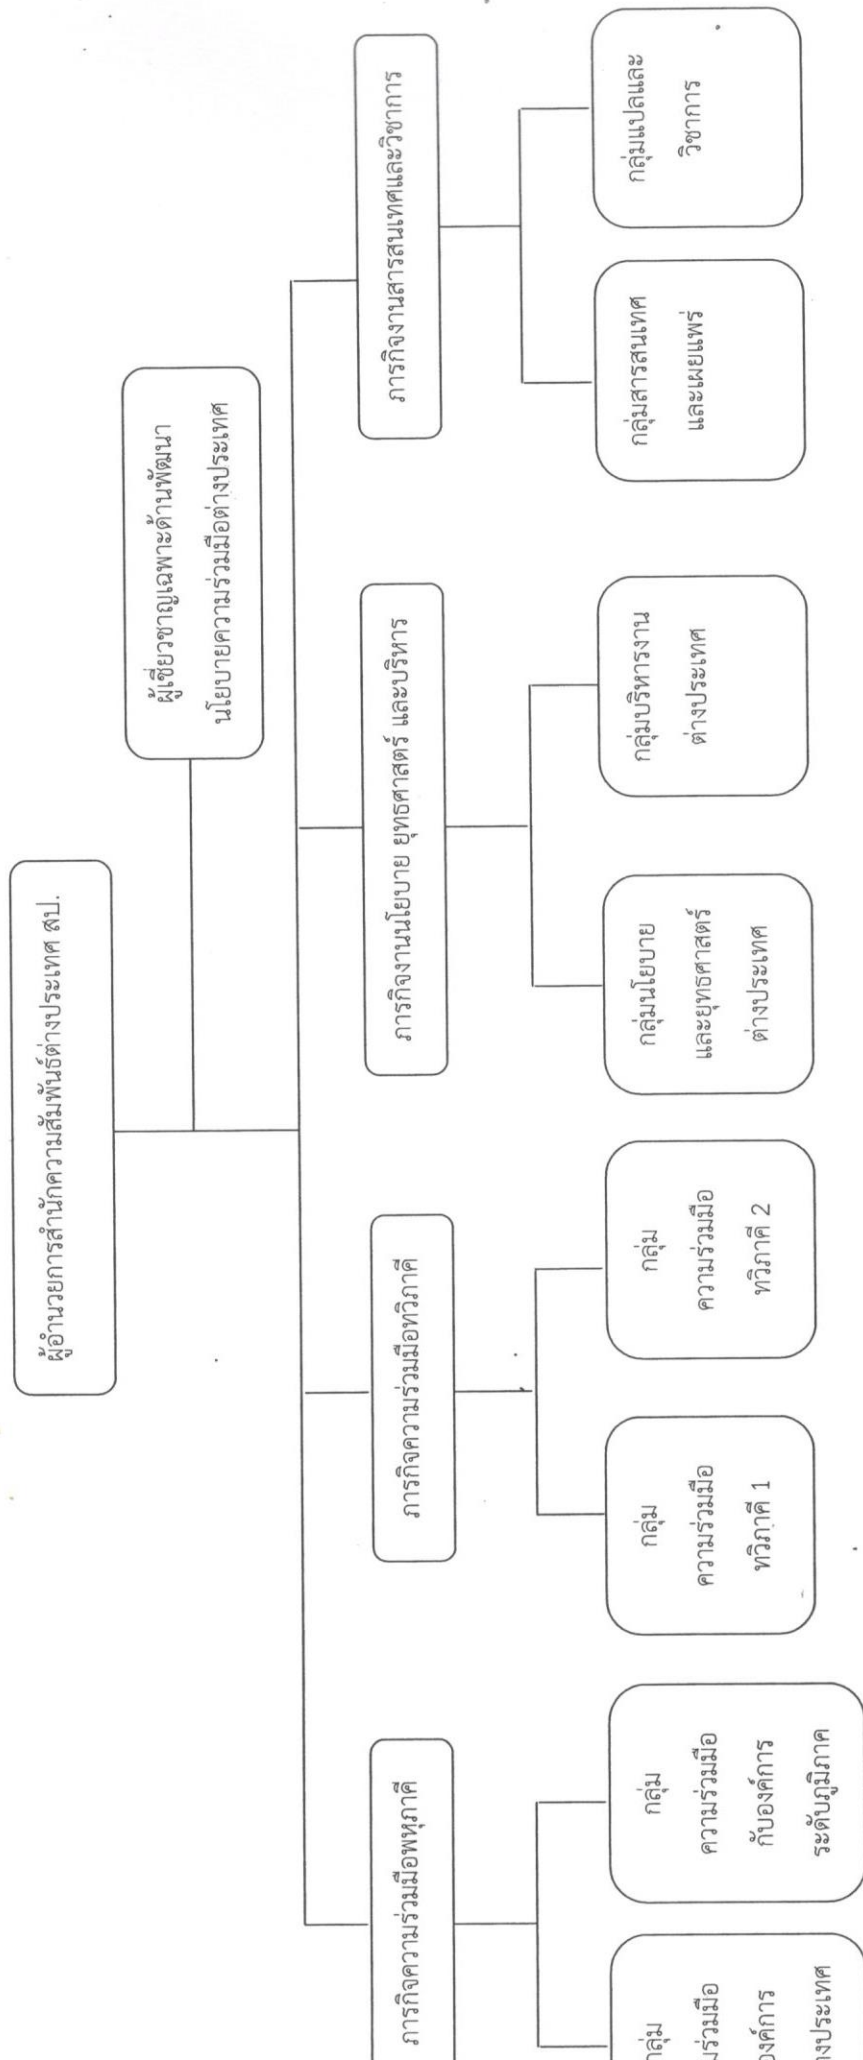 ผู้อำนวยการสำนักความสัมพันธ์ต่างประเทศ สป.
ผู้เชี่ยวชาญเฉพาะด้านพัฒนา
นโยบายความร่วมมือต่างประเทศ
ภารกิจความร่วมมือพหุภาคี
ภารกิจความร่วมมือทวิภาคี
ภารกิจงานนโยบาย ยุทธศาสตร์ และบริหาร
ภารกิจงานสารสนเทศและวิชาการ
กลุ่ม
กลุ่ม
ความร่วมมือ
กับองค์การ
ระดับภูมิภาค
กลุ่ม
ความร่วมมือ
ทวิภาคี 1
กลุ่ม
ความร่วมมือ
ทวิภาคี 2
กลุ่มนโยบาย
และยุทธศาสตร์
ต่างประเทศ
กลุ่มบริหารงาน
ต่างประเทศ
กลุ่มสารสนเทศ
และเผยแพร่
กลุ่มแปลและ
วิชาการ